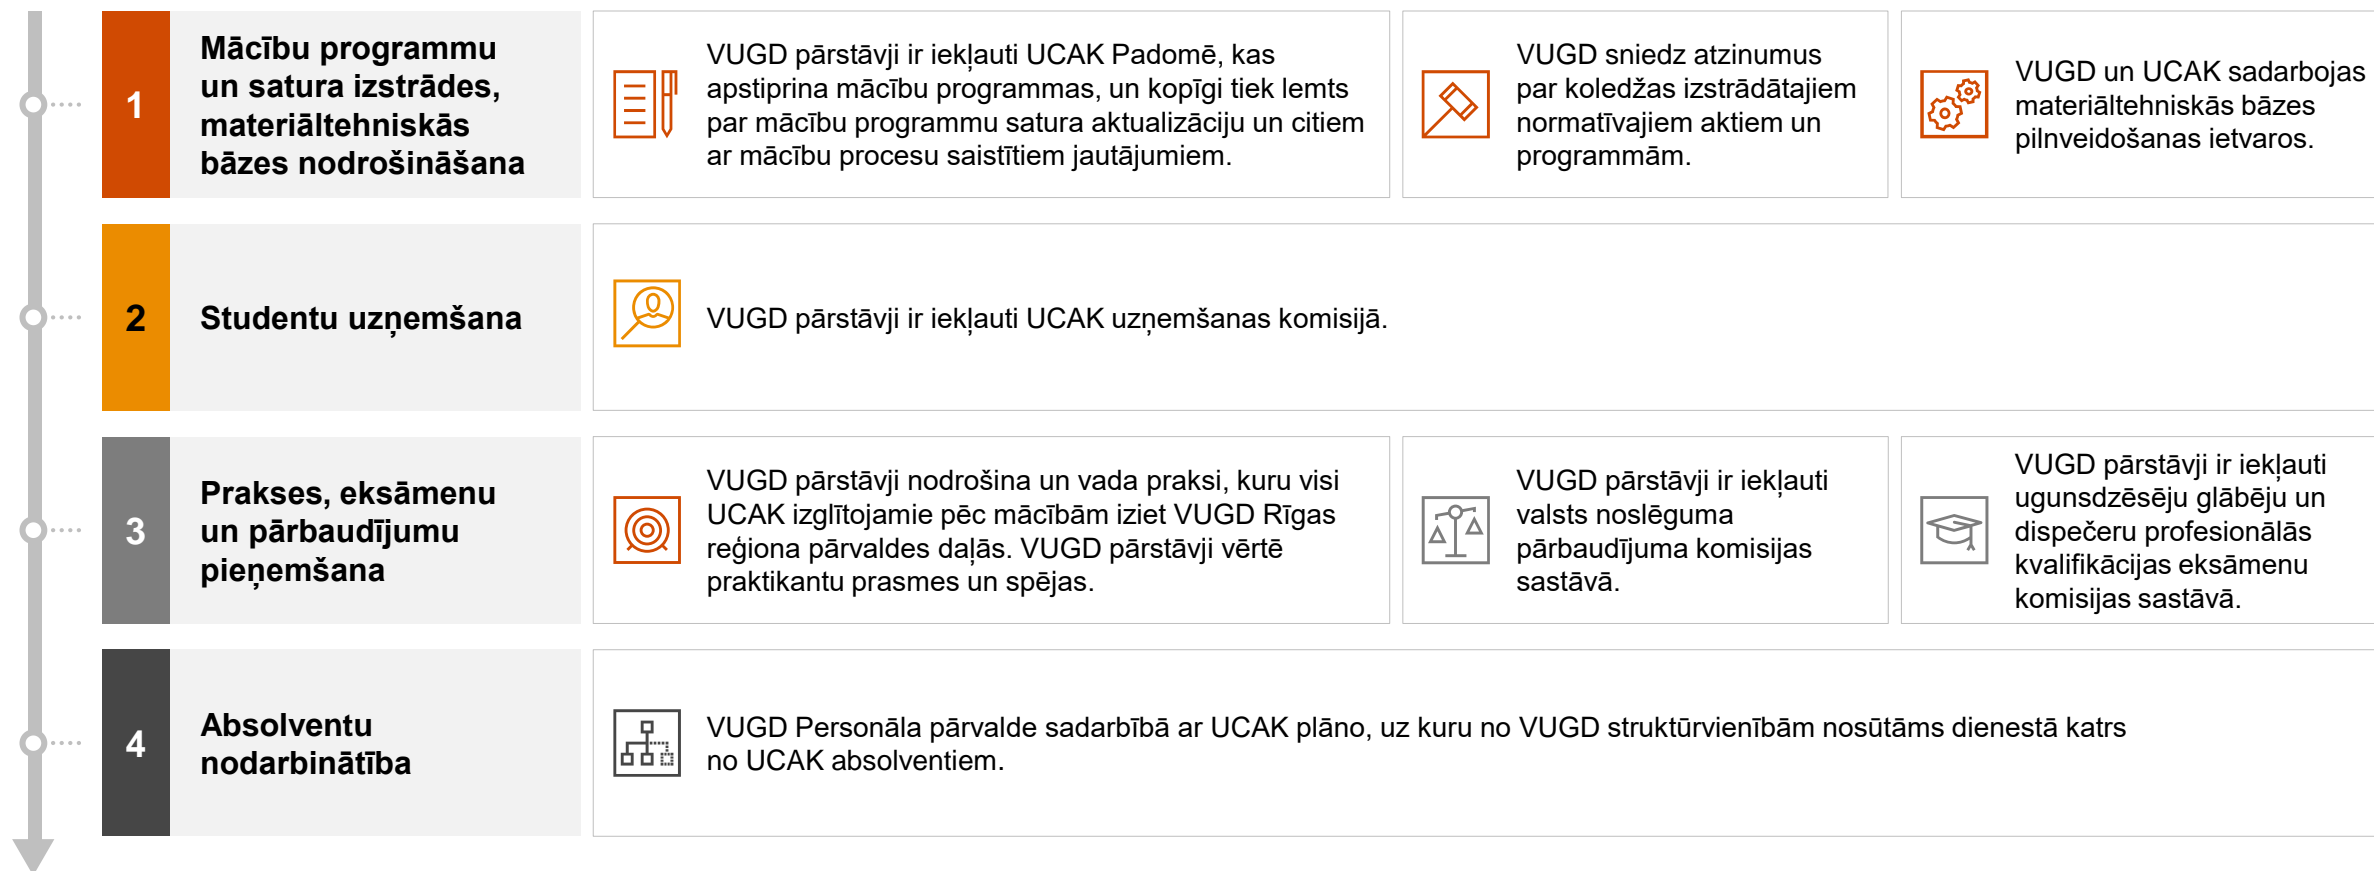 1
Mācību programmu
un satura izstrādes,
materiāltehniskās
bāzes nodrošināšana
VUGD pārstāvji ir iekļauti UCAK Padomē, kas
apstiprina mācību programmas, un kopīgi tiek lemts
par mācību programmu satura aktualizāciju un citiem
ar mācību procesu saistītiem jautājumiem.
VUGD sniedz atzinumus
par koledžas izstrādātajiem
normatīvajiem aktiem un
programmām.
VUGD un UCAK sadarbojas
materiāltehniskās bāzes
pilnveidošanas ietvaros.
2
Studentu uzņemšana
VUGD pārstāvji ir iekļauti UCAK uzņemšanas komisijā.
3
Prakses, eksāmenu
un pārbaudījumu
pieņemšana
VUGD pārstāvji nodrošina un vada praksi, kuru visi
UCAK izglītojamie pēc mācībām iziet VUGD Rīgas
reģiona pārvaldes daļās. VUGD pārstāvji vērtē
praktikantu prasmes un spējas.
VUGD pārstāvji ir iekļauti
valsts noslēguma
pārbaudījuma komisijas
sastāvā.
VUGD pārstāvji ir iekļauti
ugunsdzēsēju glābēju un
dispečeru profesionālās
kvalifikācijas eksāmenu
komisijas sastāvā.
4
Absolventu
nodarbinātība
VUGD Personāla pārvalde sadarbībā ar UCAK plāno, uz kuru no VUGD struktūrvienībām nosūtāms dienestā katrs
no UCAK absolventiem.